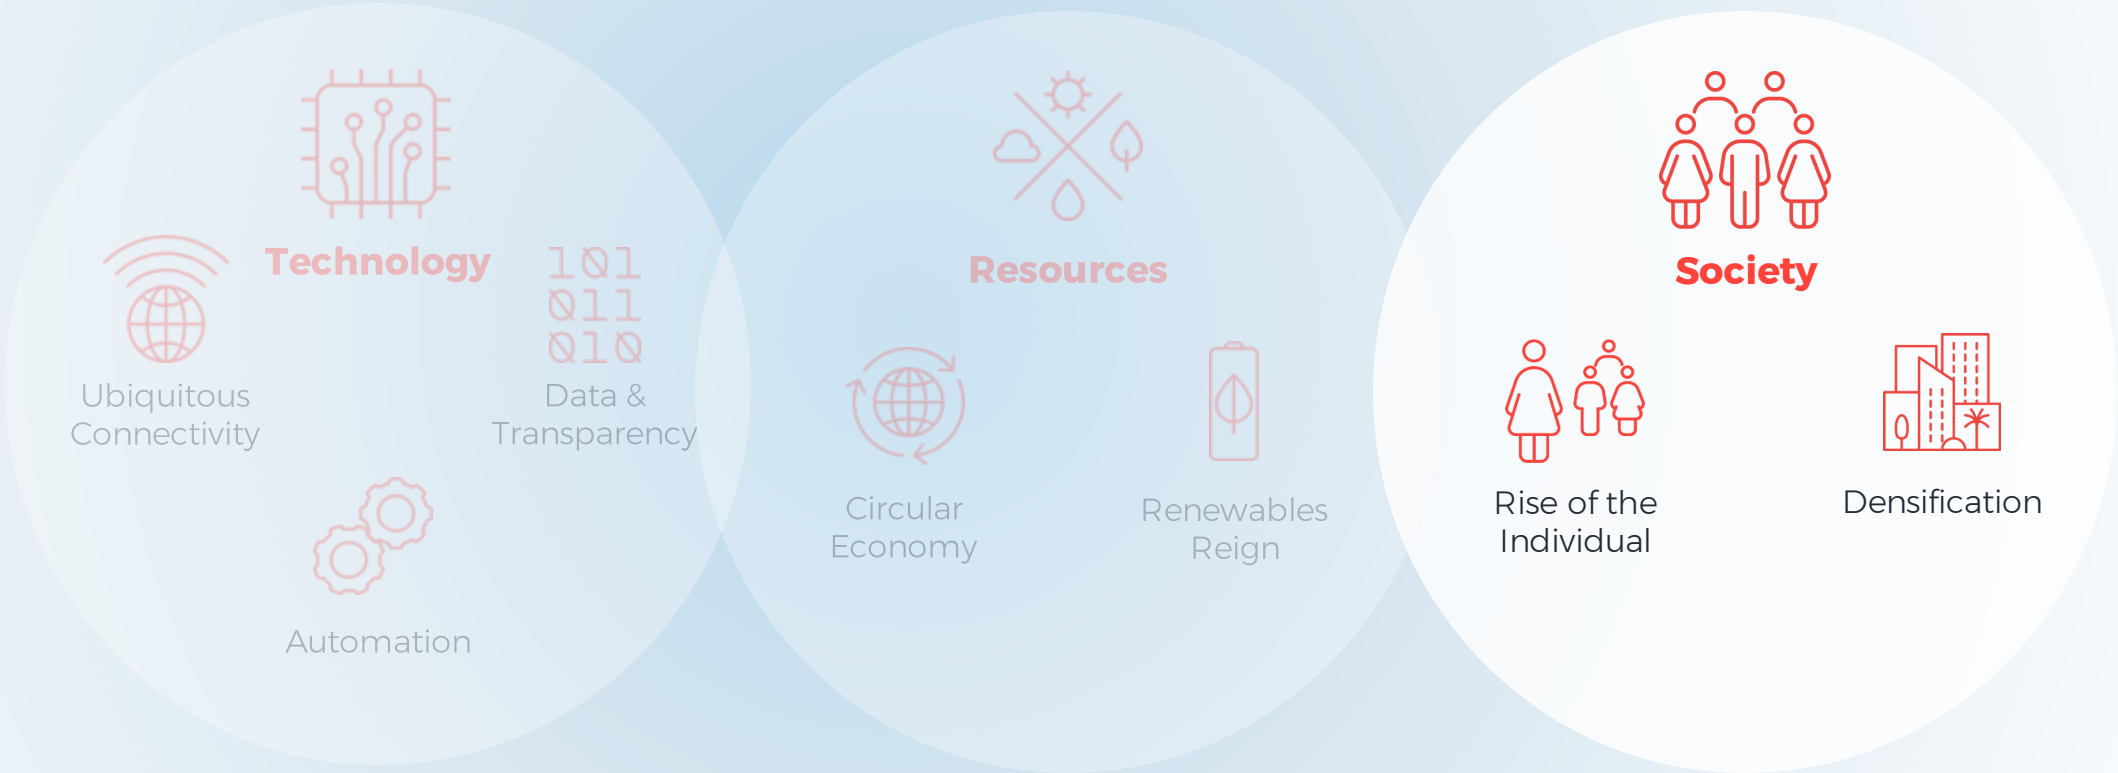 Technology
Ubiquitous
Connectivity
101
011
010
Data &
Transparency
Automation
Resources
Circular
Economy
Renewables
Reign
Society
Rise of the
Individual
Densification